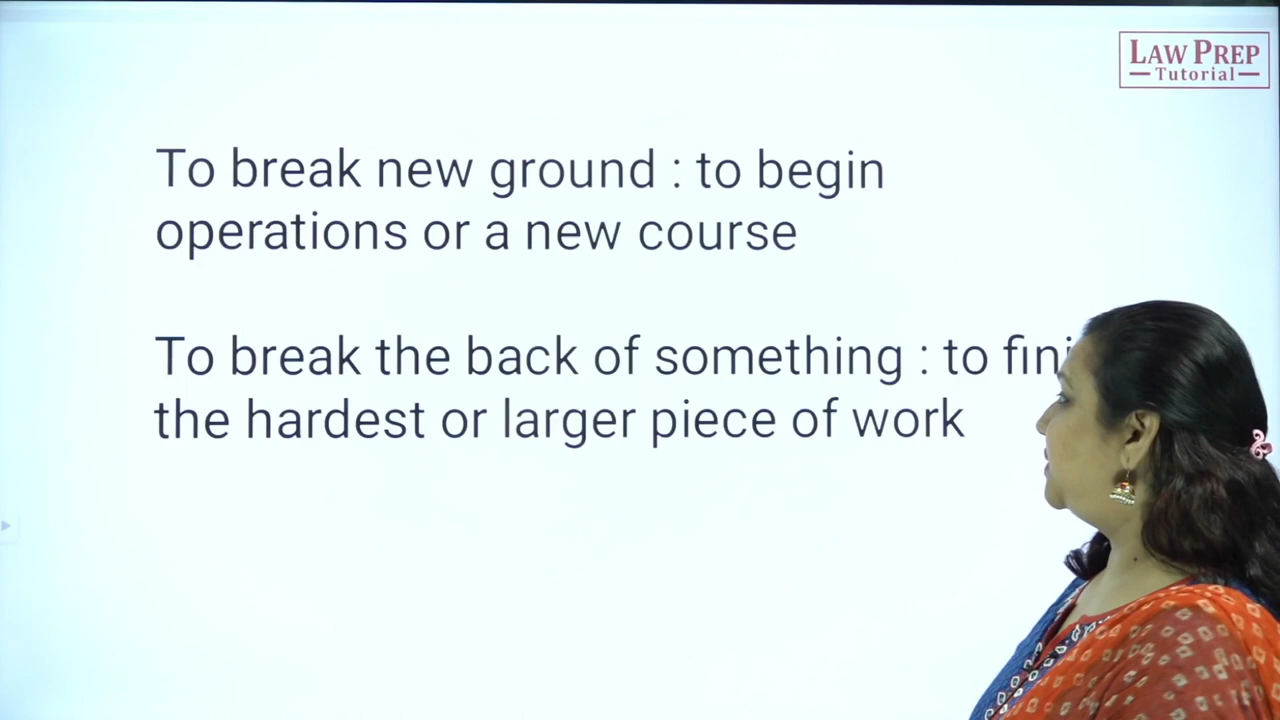 LAW PREP
Tutorial
To break new ground : to begin
operations or a new course
To break the back of something : to
the hardest or larger piece of work